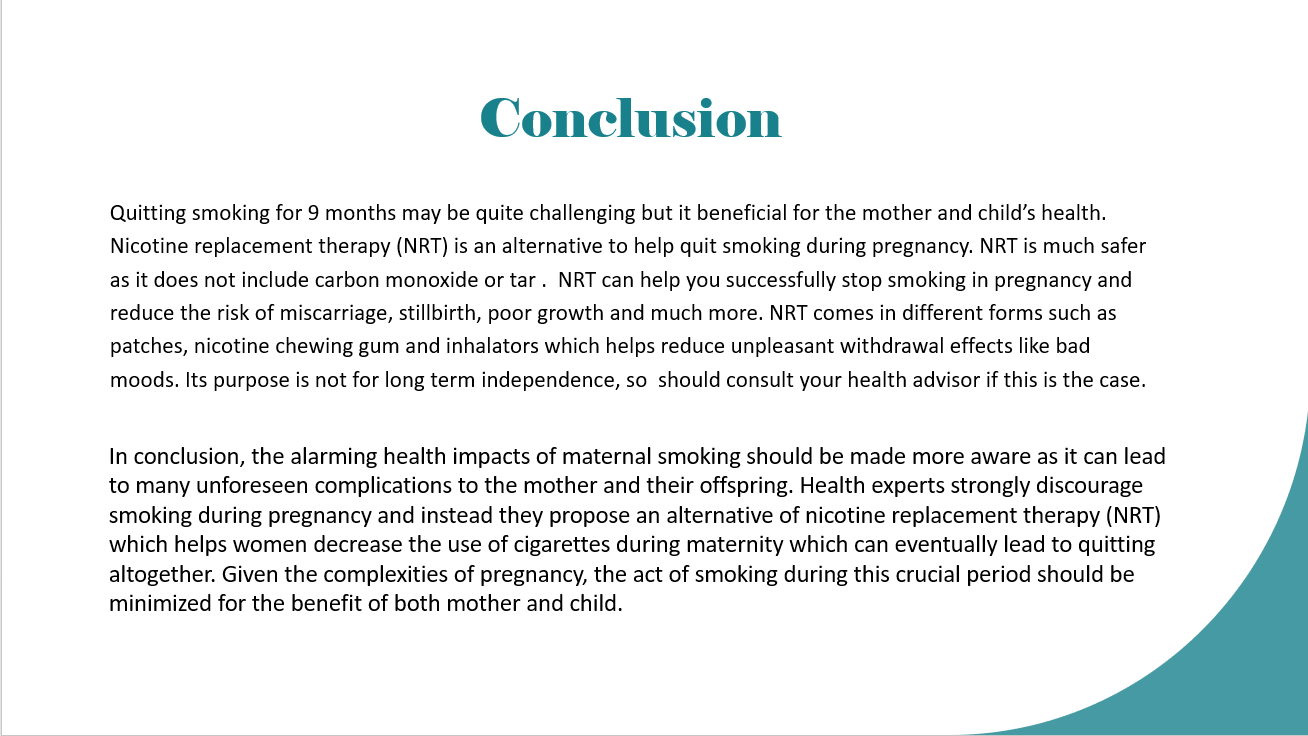 Conclusion
Quitting smoking for 9 months may be quite challenging but it beneficial for the mother and child’s health.
Nicotine replacement therapy (NRT) is an alternative to help quit smoking during pregnancy. NRT is much safer
as it does not include carbon monoxide or tar .  NRT can help you successfully stop smoking in pregnancy and
reduce the risk of miscarriage, stillbirth, poor growth and much more. NRT comes in different forms such as
patches, nicotine chewing gum and inhalators which helps reduce unpleasant withdrawal effects like bad
moods. Its purpose is not for long term independence, so  should consult your health advisor if this is the case.
In conclusion, the alarming health impacts of maternal smoking should be made more aware as it can lead
to many unforeseen complications to the mother and their offspring. Health experts strongly discourage
smoking during pregnancy and instead they propose an alternative of nicotine replacement therapy (NRT)
which helps women decrease the use of cigarettes during maternity which can eventually lead to quitting
altogether. Given the complexities of pregnancy, the act of smoking during this crucial period should be
minimized for the benefit of both mother and child.